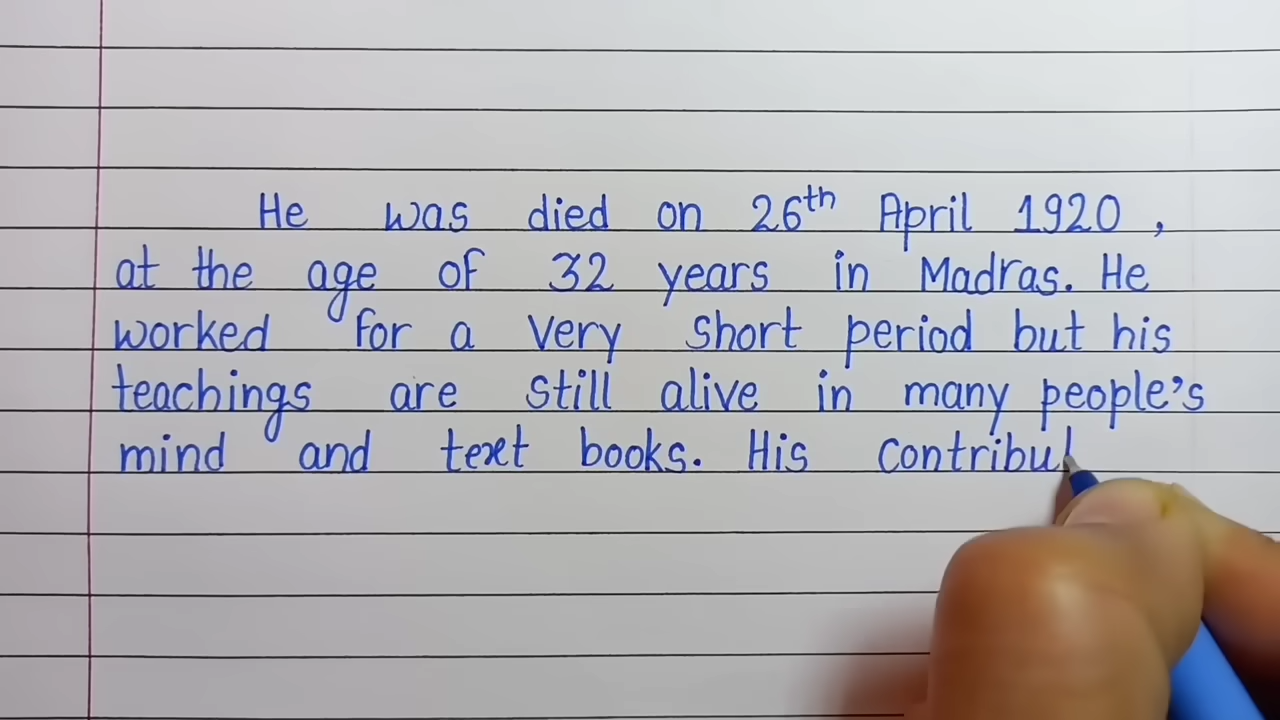 He was died on 26th April 1920 ,
at the age of 32 years in Madras. He
worked for a very short period but his
teachings are still alive in many people's
mind and text books. His contribu